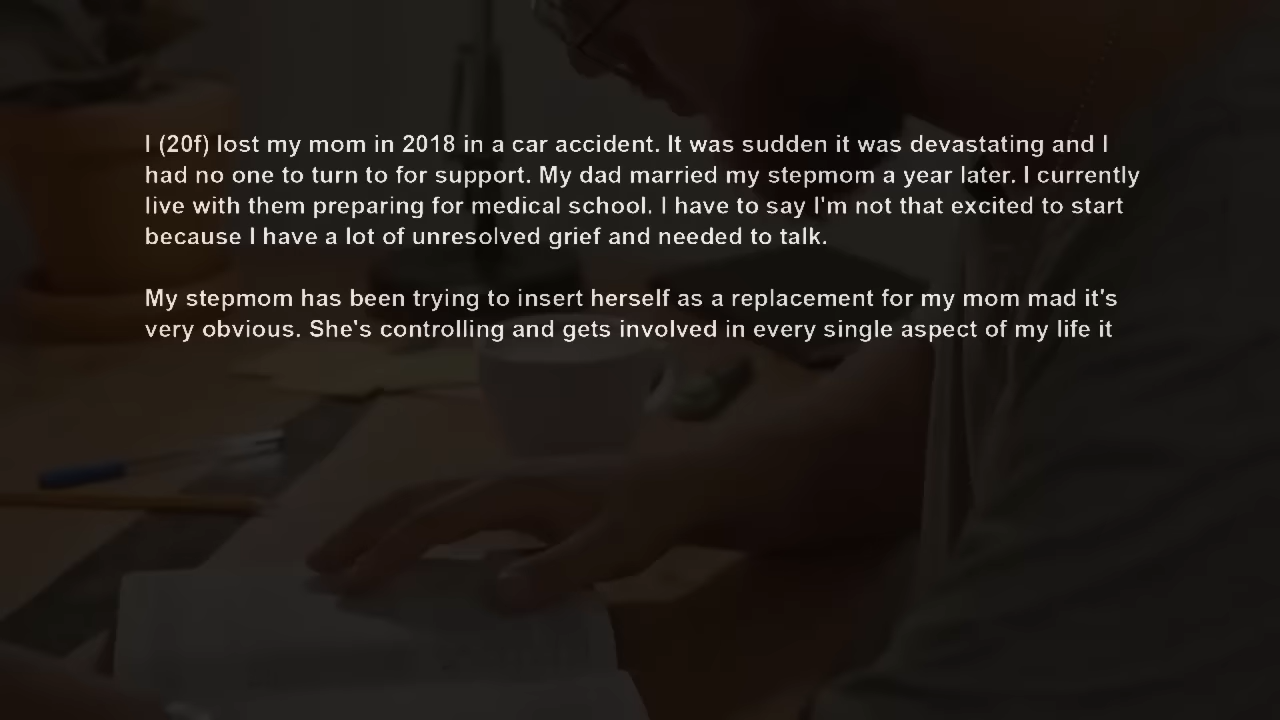 I (20f) lost my mom in 2018 in a car accident. It was sudden it was devastating and I
had no one to turn to for support. My dad married my stepmom a year later. I currently
live with them preparing for medical school. I have to say I'm not that excited to start
because I have a lot of unresolved grief and needed to talk.
My stepmom has been trying to insert herself as a replacement for my mom mad it's
very obvious. She's controlling and gets involved in every single aspect of my life it